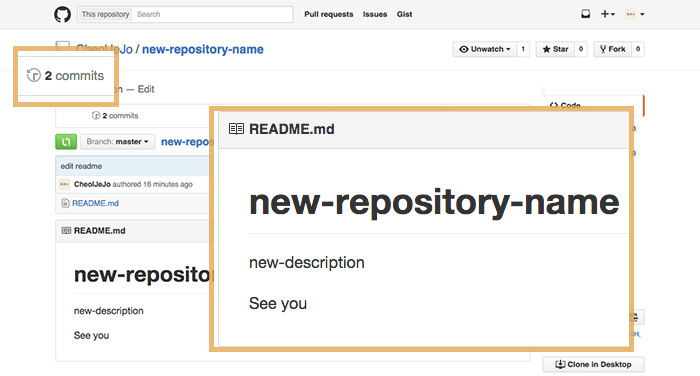 This repository Search Pull requests Issues Gist
CheolJeJo / new-repository-name Unwatch 1 Star 0 Fork 0
2 commits
— Edit
Code
2 commits
Branch: master new-repos
edit readme
CheolJeJo authored 16 minutes ago
README.md
README.md
new-reposito
new-description
See you
README.md
new-repository-name
new-description
See you
Clone in Desktop